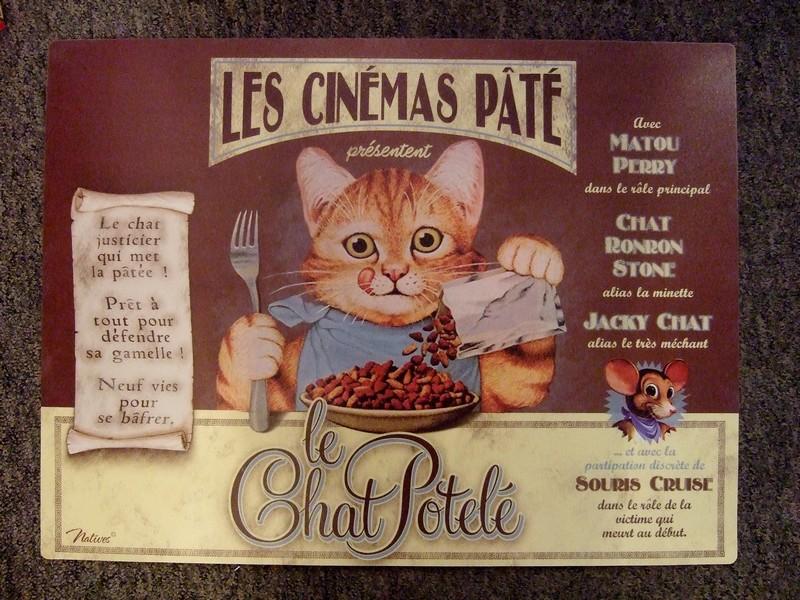 LES CINÉMAS PÂTÉ
présentent
Le chat
justicier
qui met
la pâtée !
Prêt à
tout pour
défendre
sa gamelle !
Neuf vies
pour
se bâfrer.
Avec
MATOU
PERRY
dans le rôle principal
CHAT
RONRON
STONE
alias la minette
JACKY CHAT
alias le très méchant
... et avec la
partipation discrète de
SOURIS CRUISE
dans le rôle de la
victime qui
meurt au début.
le
Chat Potelé
Natives©